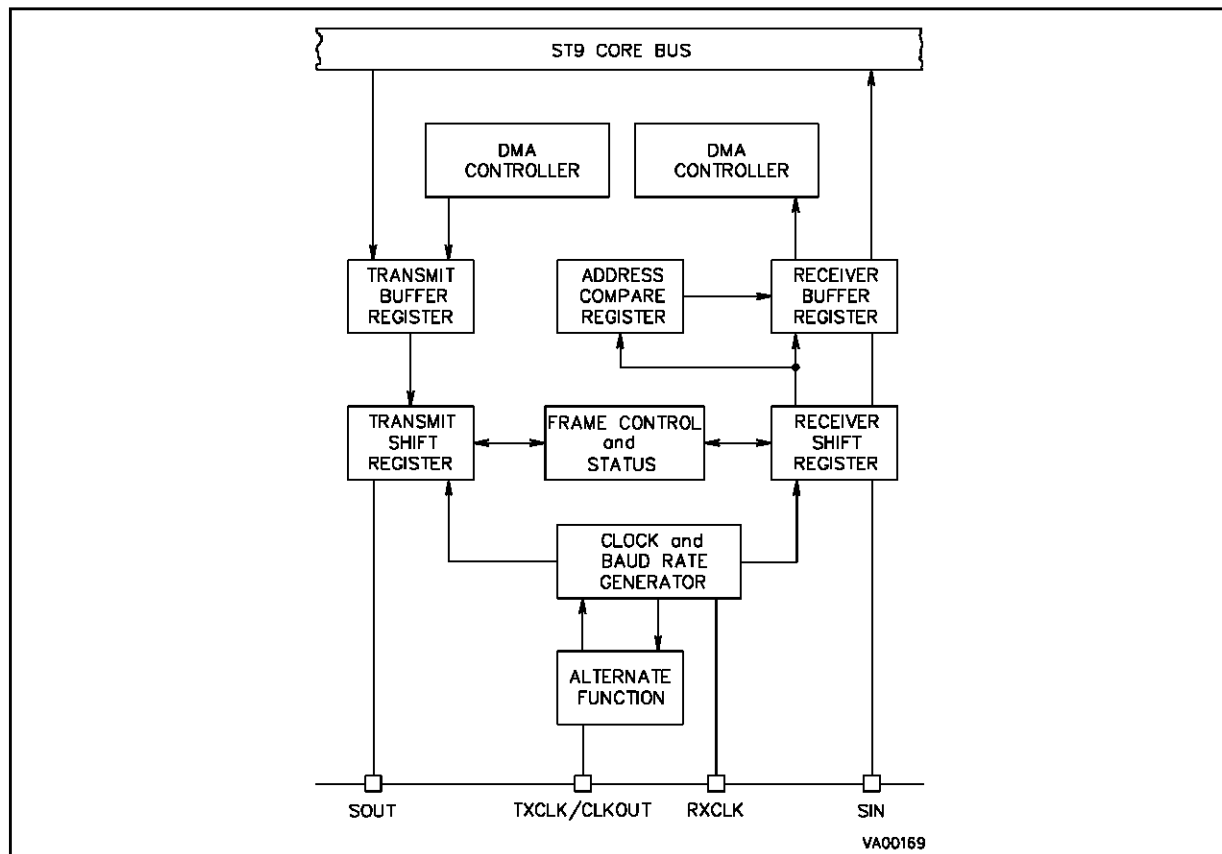 ST9 CORE BUS
DMA
CONTROLLER
DMA
CONTROLLER
TRANSMIT
BUFFER
REGISTER
ADDRESS
COMPARE
REGISTER
RECEIVER
BUFFER
REGISTER
TRANSMIT
SHIFT
REGISTER
FRAME CONTROL
and
STATUS
RECEIVER
SHIFT
REGISTER
CLOCK and
BAUD RATE
GENERATOR
ALTERNATE
FUNCTION
SOUT
TXCLK/CLKOUT
RXCLK
SIN
VA00169